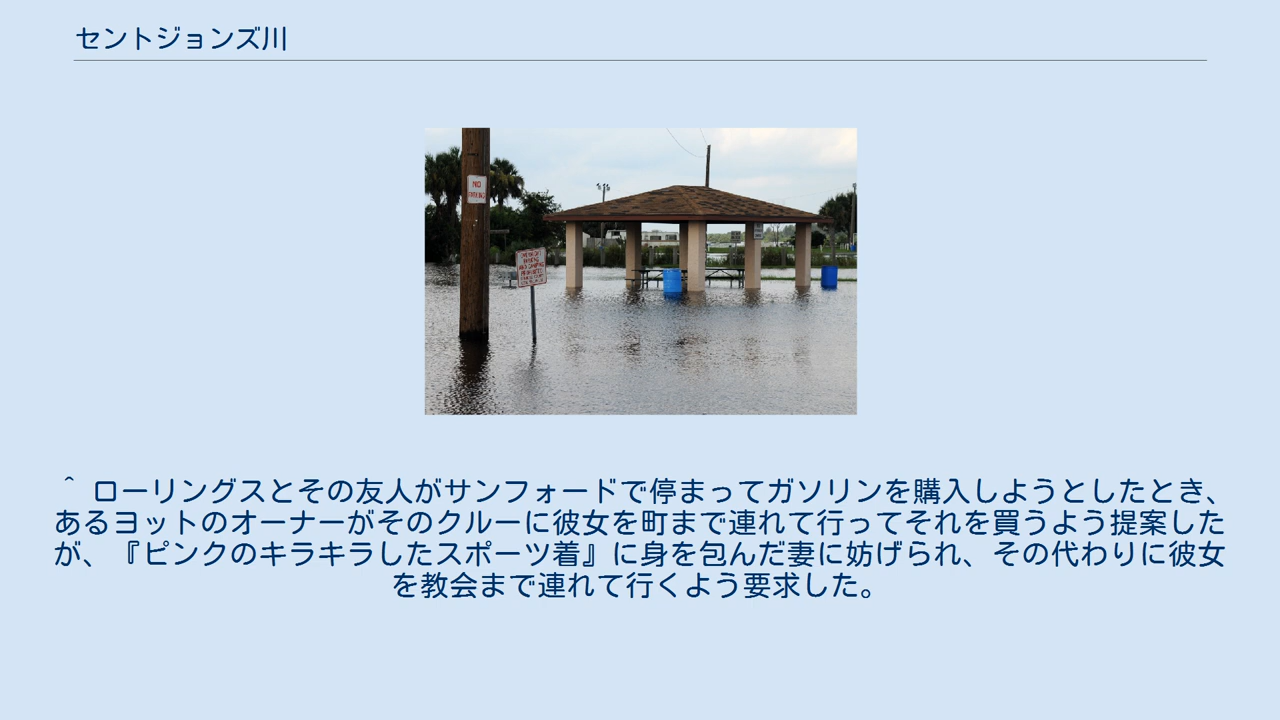 セントジョンズ川
NO
^ ローリングスとその友人がサンフォードで停まってガソリンを購入しようとしたとき、
あるヨットのオーナーがそのクルーに彼女を町まで連れて行ってそれを買うよう提案した
が、『ピンクのキラキラしたスポーツ着』に身を包んだ妻に妨げられ、その代わりに彼女
を教会まで連れて行くよう要求した。